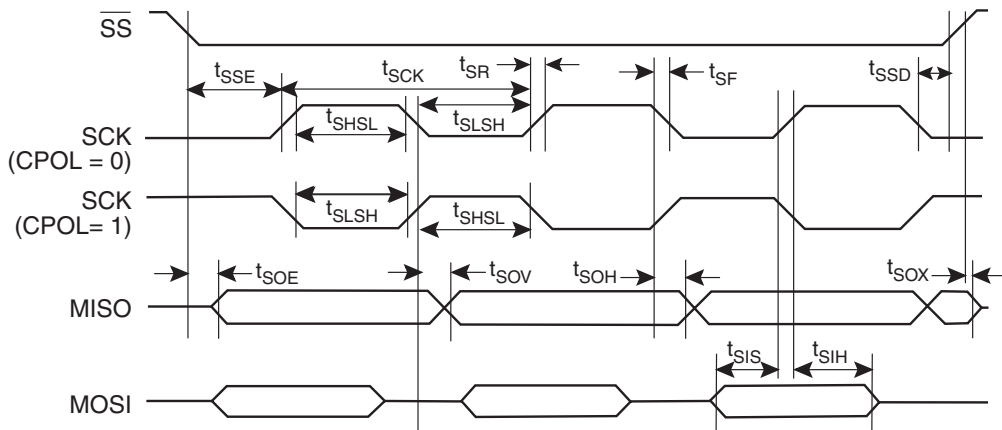 SS
tSSE
tSCK
tSR
tSF
tSSD
SCK
(CPOL = 0)
tSHSL
tSLSH
SCK
(CPOL= 1)
tSLSH
tSHSL
tSOE
tSOV
tSOH
tSOX
MISO
tSIS
tSIH
MOSI